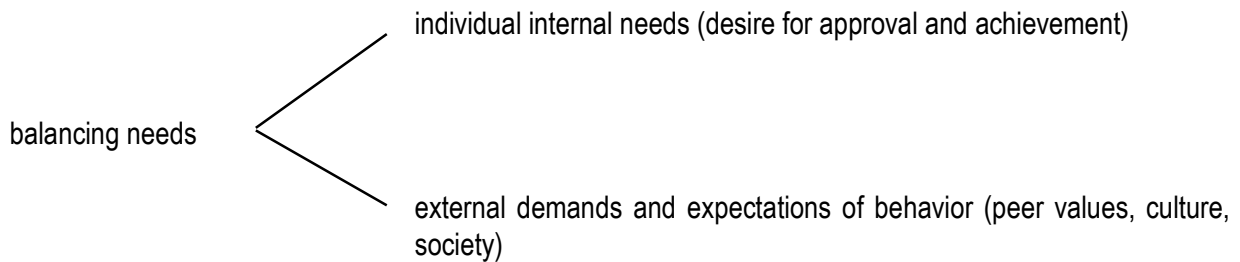 individual internal needs (desire for approval and achievement)
balancing needs
external demands and expectations of behavior (peer values, culture,
society)